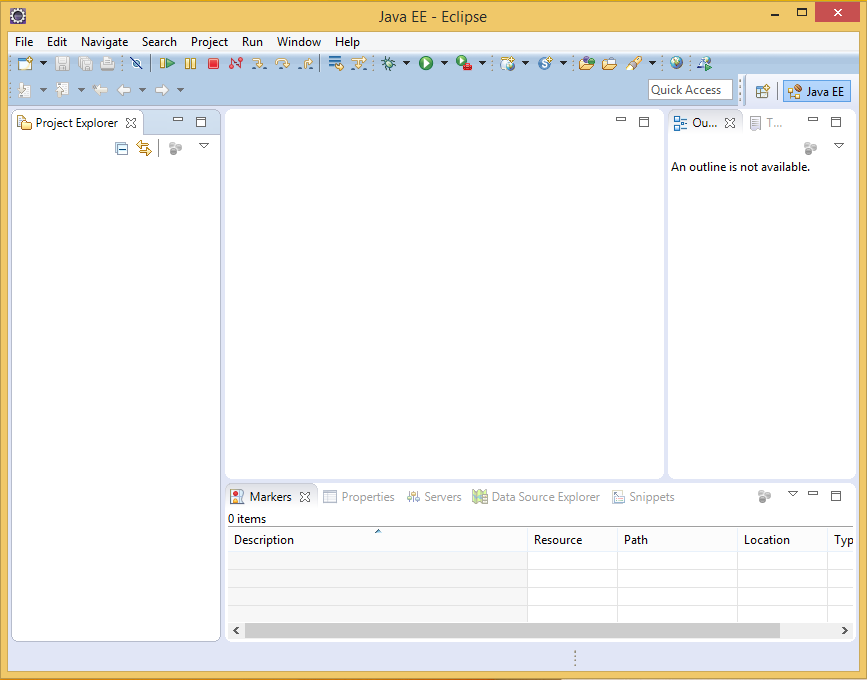 Java EE - Eclipse
File Edit Navigate Search Project Run Window Help
Quick Access
Java EE
Project Explorer
Ou...
T...
An outline is not available.
Markers Properties Servers Data Source Explorer Snippets
0 items
Description Resource Path Location Typ